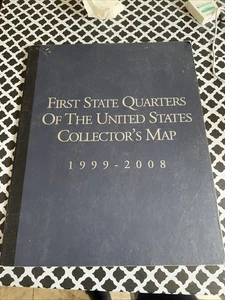 FIRST STATE QUARTERS
OF THE UNITED STATES
COLLECTOR'S MAP
1999-2008